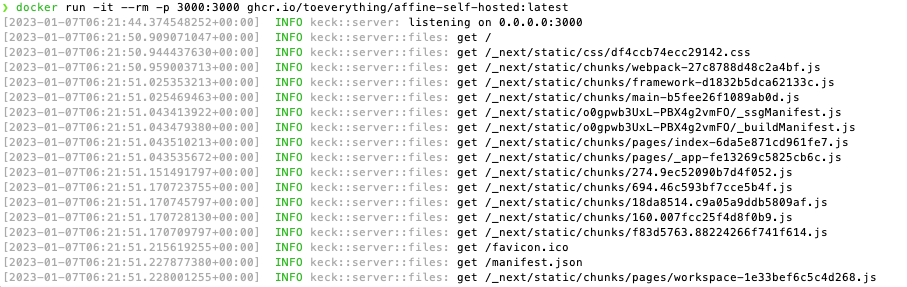 ❯ docker run -it --rm -p 3000:3000 ghcr.io/toeverything/affine-self-hosted:latest
[2023-01-07T06:21:44.374548252+00:00]  INFO keck::server: listening on 0.0.0.0:3000
[2023-01-07T06:21:50.909071047+00:00]  INFO keck::server::files: get /
[2023-01-07T06:21:50.944437630+00:00]  INFO keck::server::files: get /_next/static/css/df4ccb74ecc29142.css
[2023-01-07T06:21:50.959003713+00:00]  INFO keck::server::files: get /_next/static/chunks/webpack-27c8788d48c2a4bf.js
[2023-01-07T06:21:51.025353213+00:00]  INFO keck::server::files: get /_next/static/chunks/framework-d1832b5dca62133c.js
[2023-01-07T06:21:51.025469463+00:00]  INFO keck::server::files: get /_next/static/chunks/main-b5fee26f1089ab0d.js
[2023-01-07T06:21:51.043413922+00:00]  INFO keck::server::files: get /_next/static/o0gpwb3UxL-PBX4g2vmFO/_ssgManifest.js
[2023-01-07T06:21:51.043479380+00:00]  INFO keck::server::files: get /_next/static/o0gpwb3UxL-PBX4g2vmFO/_buildManifest.js
[2023-01-07T06:21:51.043510213+00:00]  INFO keck::server::files: get /_next/static/chunks/pages/index-6da5e871cd961fe7.js
[2023-01-07T06:21:51.043535672+00:00]  INFO keck::server::files: get /_next/static/chunks/pages/_app-fe13269c5825cb6c.js
[2023-01-07T06:21:51.151491797+00:00]  INFO keck::server::files: get /_next/static/chunks/274.9ec52090b7d4f052.js
[2023-01-07T06:21:51.170723755+00:00]  INFO keck::server::files: get /_next/static/chunks/694.46c593bf7cce5b4f.js
[2023-01-07T06:21:51.170745797+00:00]  INFO keck::server::files: get /_next/static/chunks/18da8514.c9a05a9ddb5809af.js
[2023-01-07T06:21:51.170728130+00:00]  INFO keck::server::files: get /_next/static/chunks/160.007fcc25f4d8f0b9.js
[2023-01-07T06:21:51.170709797+00:00]  INFO keck::server::files: get /_next/static/chunks/f83d5763.88224266f741f614.js
[2023-01-07T06:21:51.215619255+00:00]  INFO keck::server::files: get /favicon.ico
[2023-01-07T06:21:51.227877380+00:00]  INFO keck::server::files: get /manifest.json
[2023-01-07T06:21:51.228001255+00:00]  INFO keck::server::files: get /_next/static/chunks/pages/workspace-1e33bef6c5c4d268.js